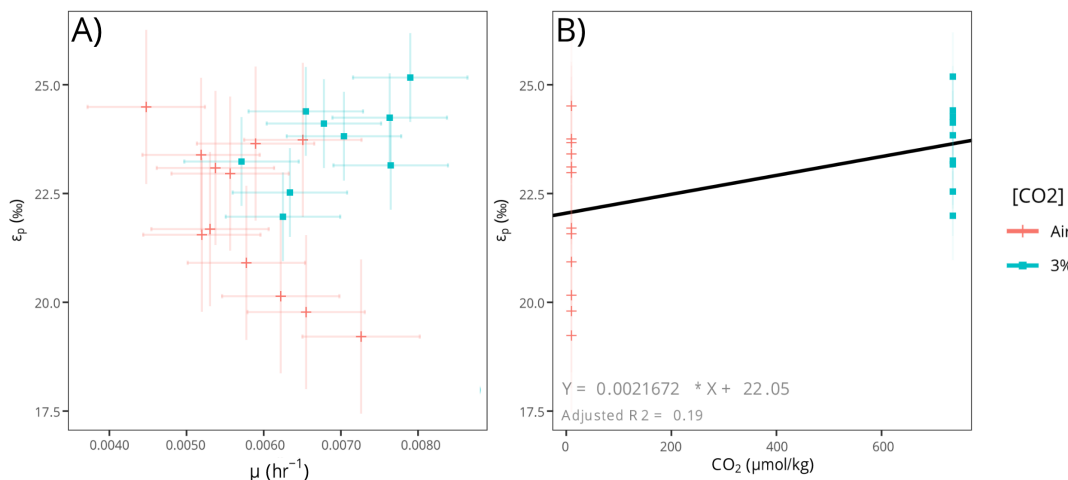 A)
25.0
22.5
20.0
17.5
εp (‰)
0.0040 0.0050 0.0060 0.0070 0.0080
μ (hr⁻¹)
B)
25.0
22.5
20.0
17.5
εp (‰)
Y = 0.0021672 * X + 22.05
Adjusted R2 = 0.19
0 200 400 600
CO₂ (μmol/kg)
[CO2]
Air
3%